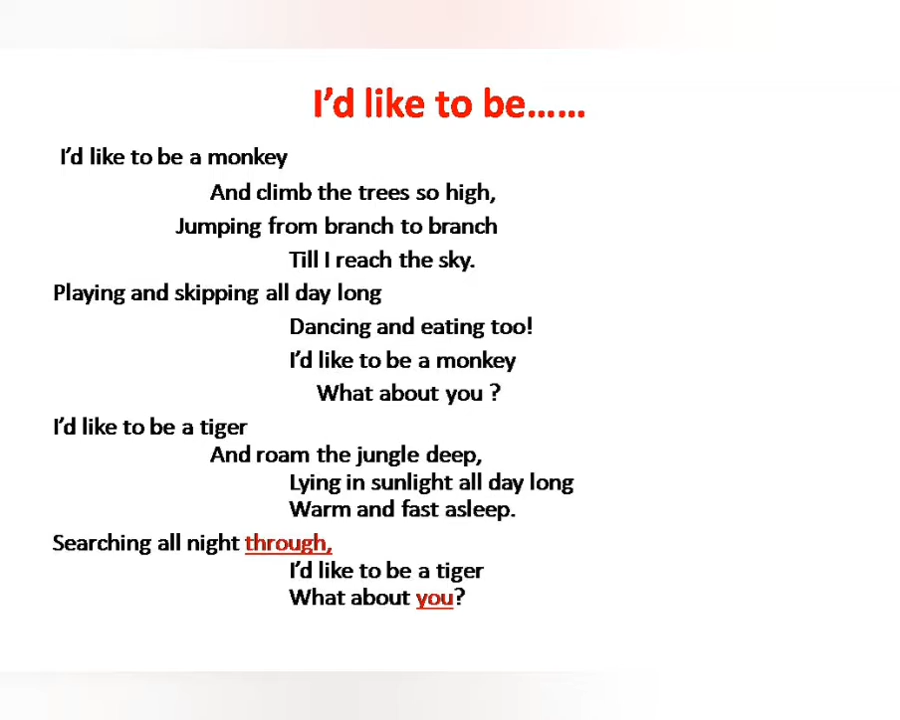 I'd like to be......
I'd like to be a monkey
And climb the trees so high,
Jumping from branch to branch
Till I reach the sky.
Playing and skipping all day long
Dancing and eating too!
I'd like to be a monkey
What about you ?
I'd like to be a tiger
And roam the jungle deep,
Lying in sunlight all day long
Warm and fast asleep.
Searching all night through,
I'd like to be a tiger
What about you?